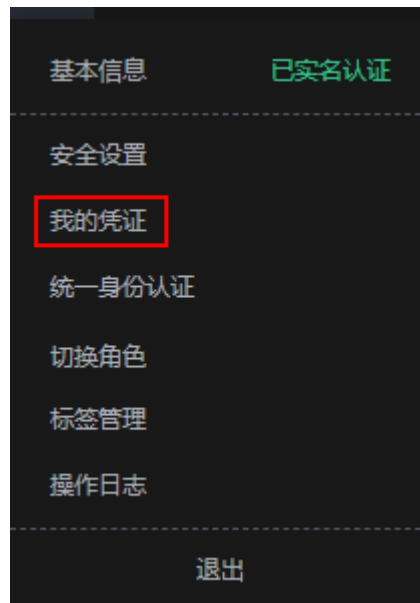 基本信息 已实名认证
安全设置
我的凭证
统一身份认证
切换角色
标签管理
操作日志
退出